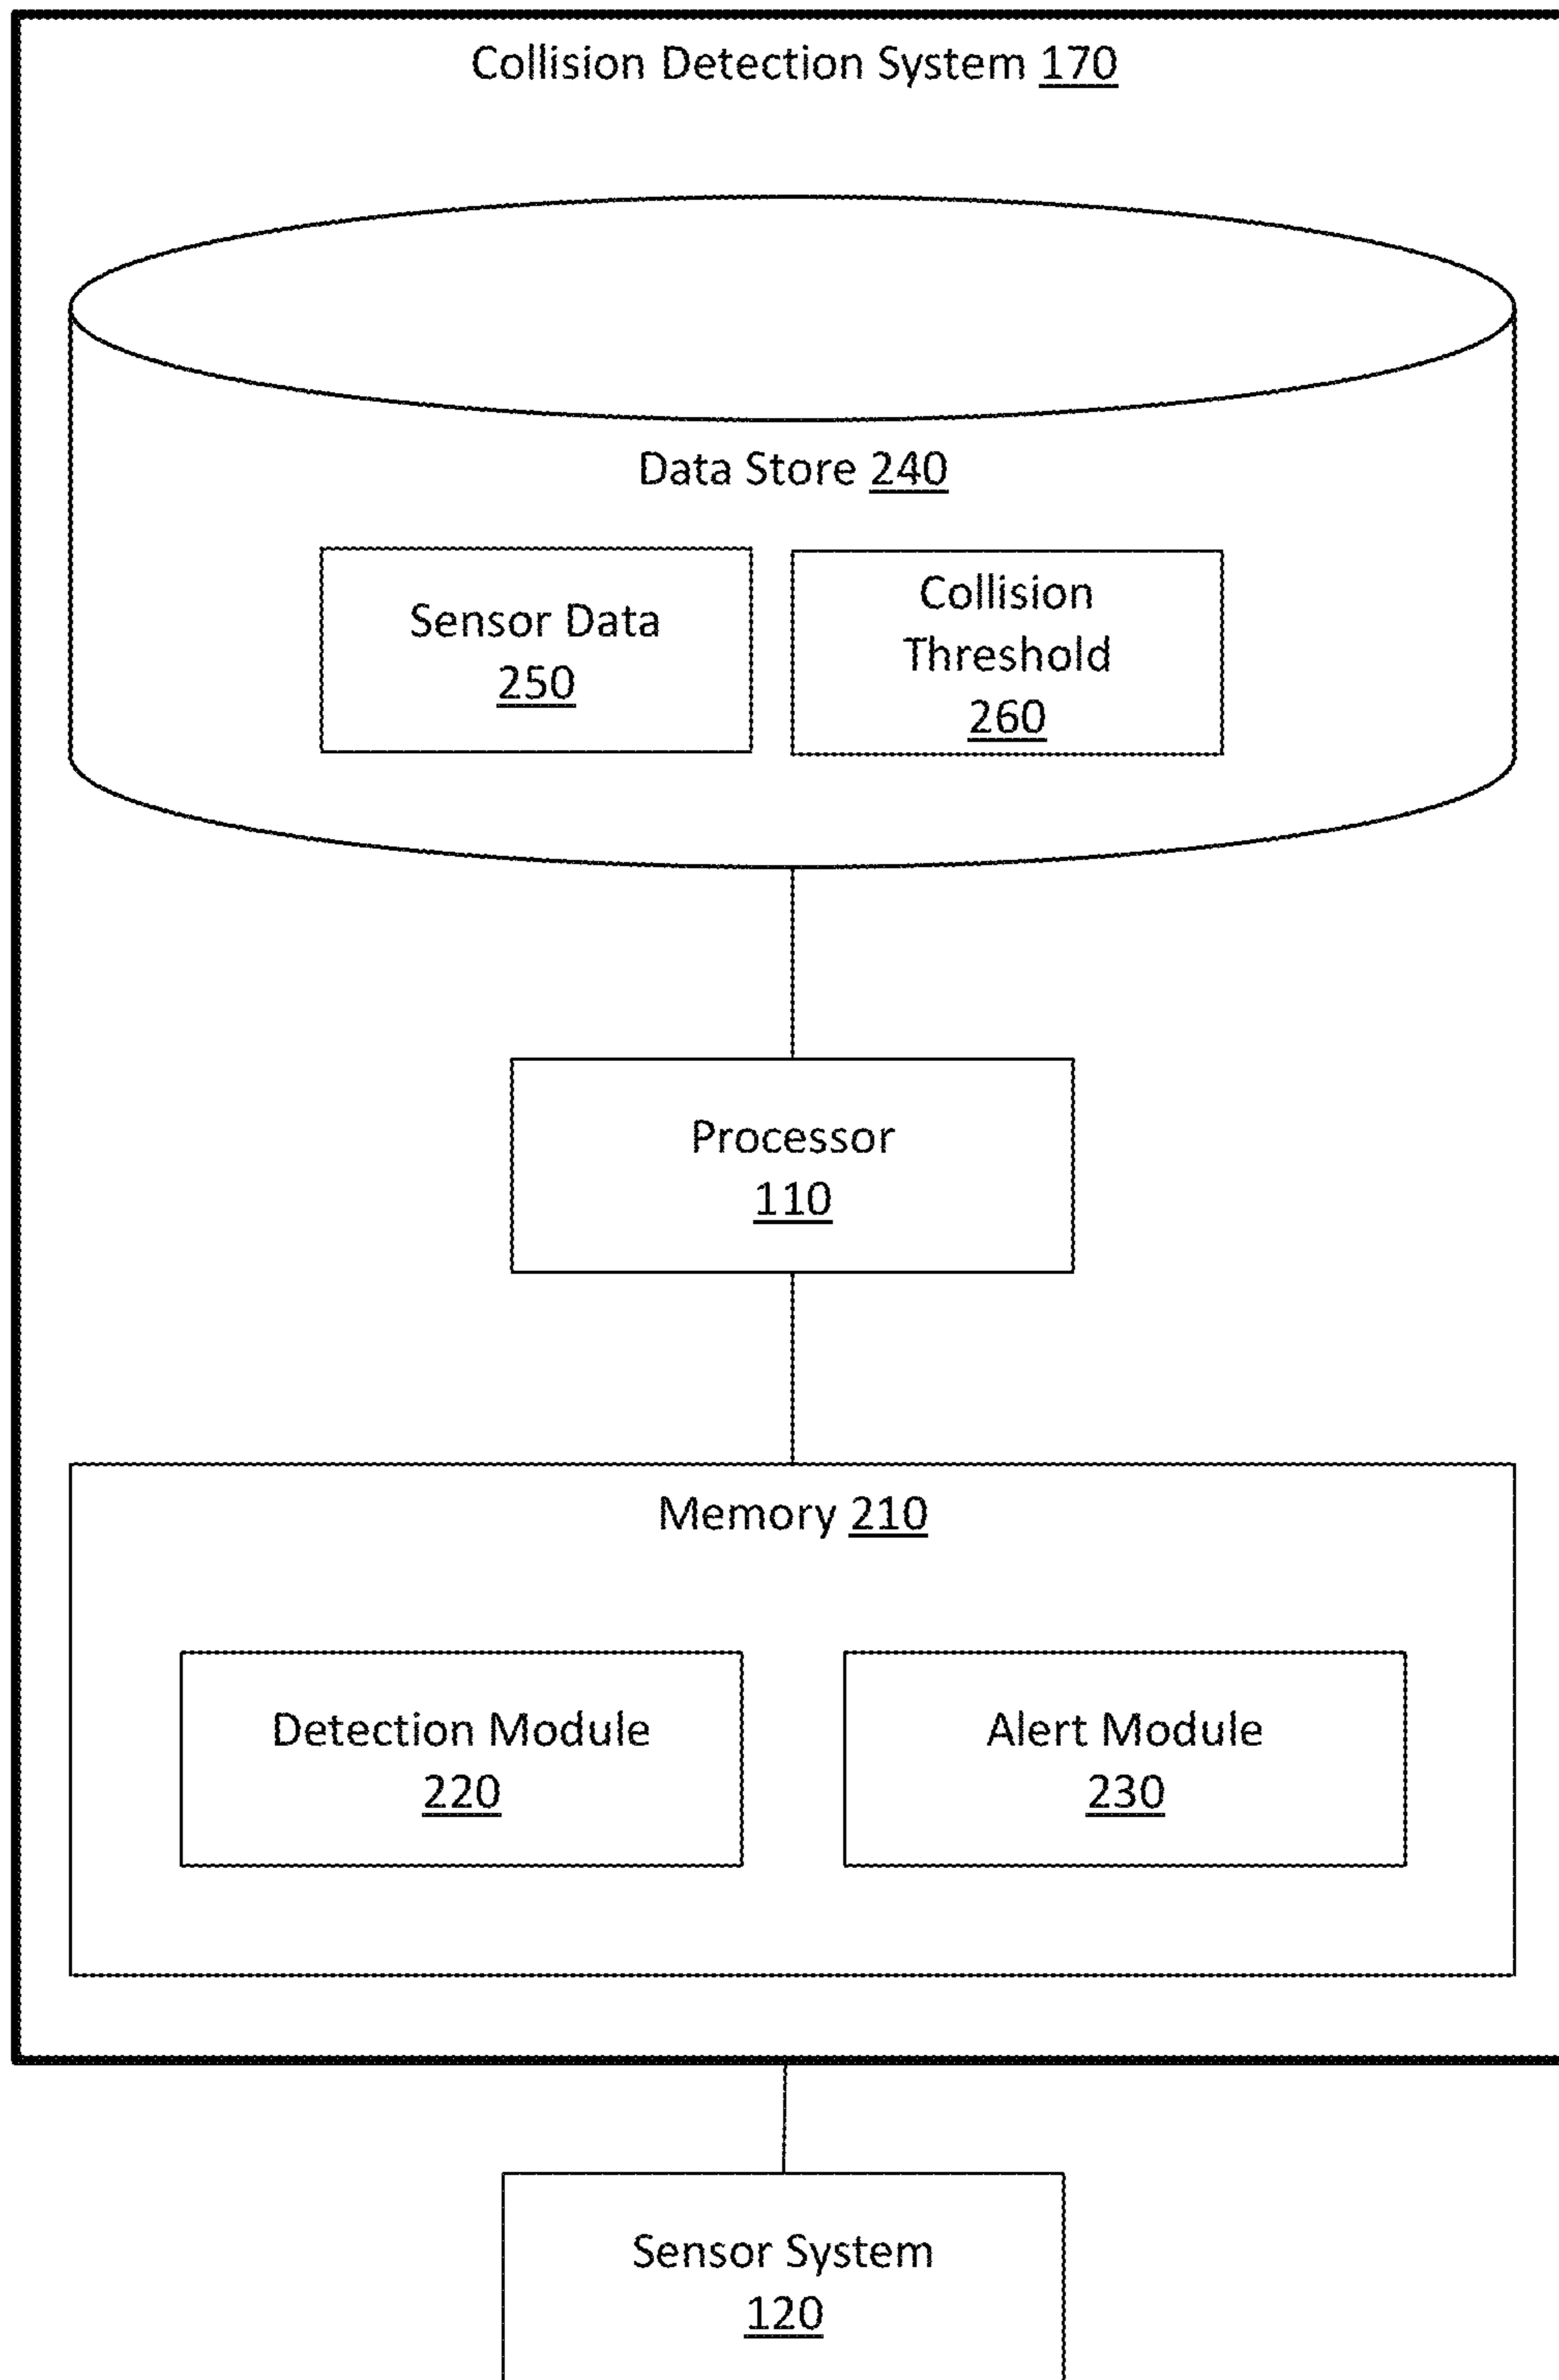 Collision Detection System 170
Data Store 240
Sensor Data
250
Collision
Threshold
260
Processor
110
Memory 210
Detection Module
220
Alert Module
230
Sensor System
120